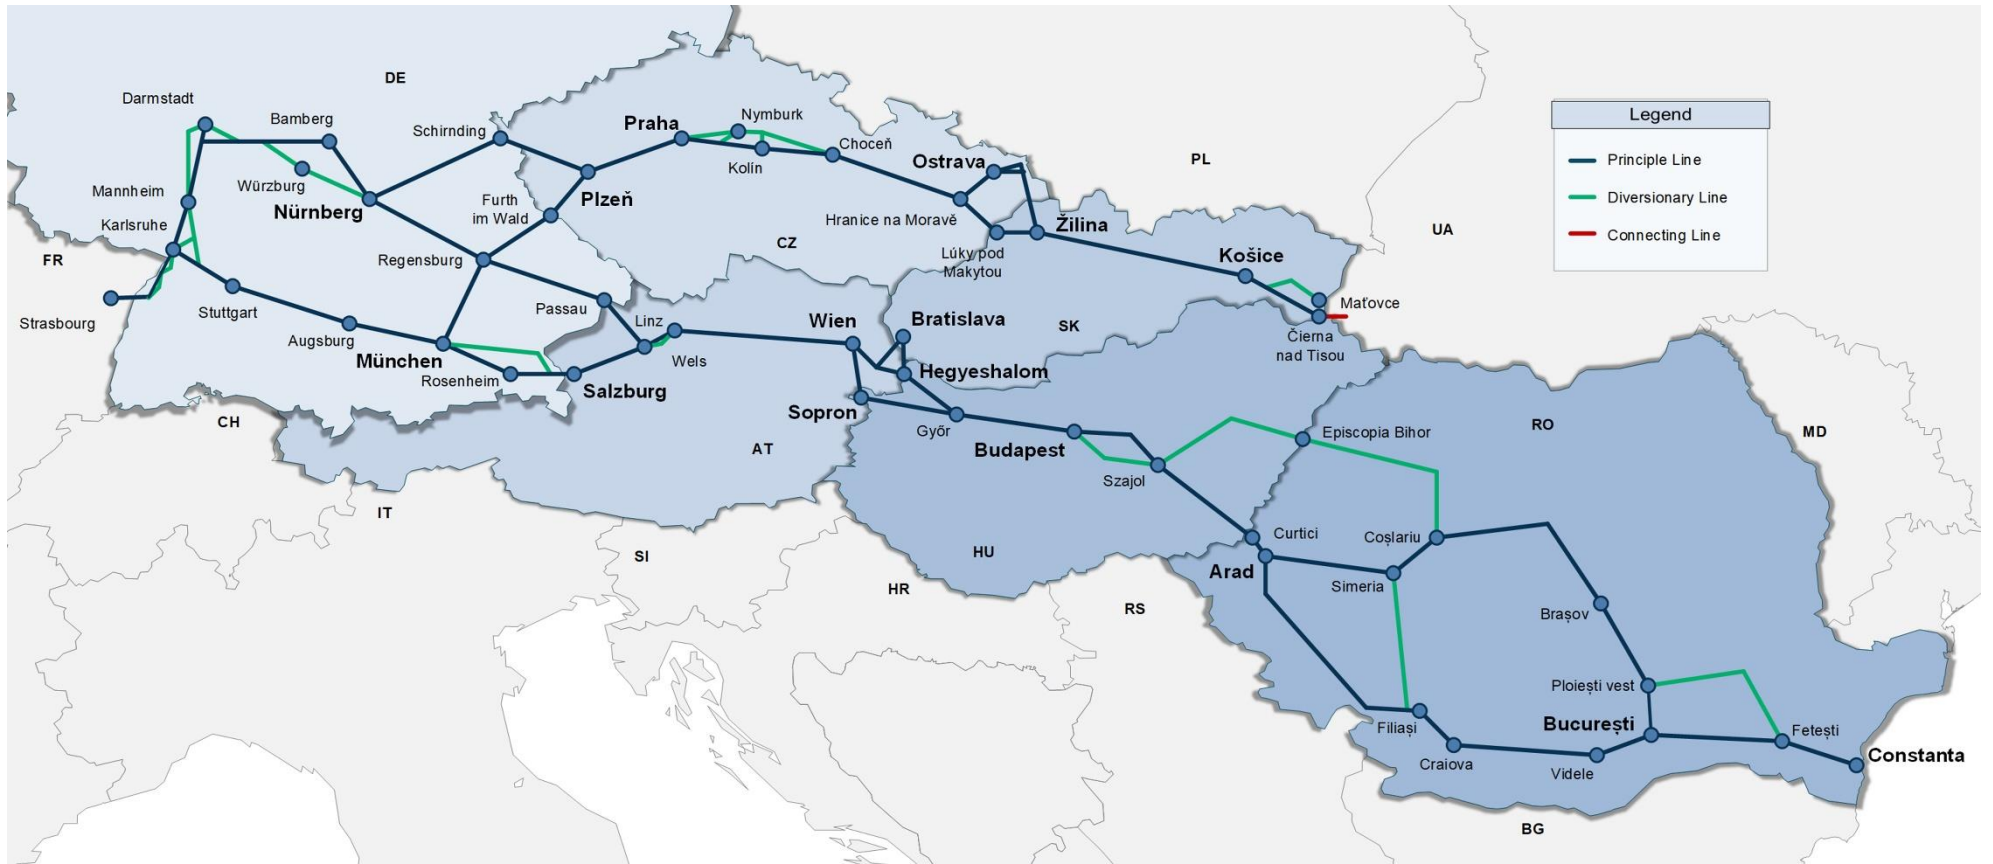 DE
Darmstadt
Bamberg
Schirnding
Praha
Nymburk
Kolín
Choceň
Ostrava
PL
Legend
Principle Line
Diversionary Line
Connecting Line
Mannheim
Würzburg
Nürnberg
Furth
im Wald
Plzeň
Hranice na Moravě
Žilina
UA
Karlsruhe
FR
Regensburg
CZ
Lúky pod
Makytou
Košice
Strasbourg
Stuttgart
Passau
Maťovce
Augsburg
München
Linz
Wien
Bratislava
SK
Čierna
nad Tisou
Rosenheim
Wels
Salzburg
Hegyeshalom
Sopron
CH
AT
Győr
Budapest
Episcopia Bihor
RO
MD
Szajol
IT
SI
HU
Curtici
Coșlariu
Arad
Simeria
HR
RS
Brașov
Ploiești vest
Filiași
București
Fetești
Craiova
Videle
Constanta
BG